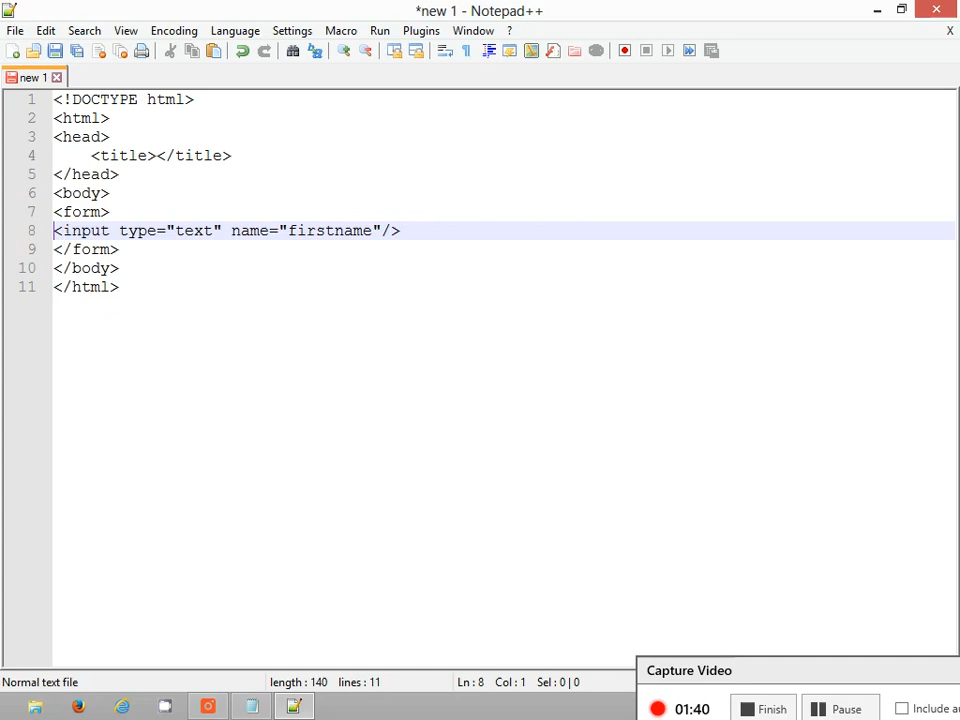 *new 1 - Notepad++
File Edit Search View Encoding Language Settings Macro Run Plugins Window ? X
new 1
1 <!DOCTYPE html>
2 <html>
3 <head>
4 <title></title>
5 </head>
6 <body>
7 <form>
8 <input type="text" name="firstname"/>
9 </form>
10 </body>
11 </html>
Normal text file length : 140 lines : 11 Ln : 8 Col : 1 Sel : 0 | 0
Capture Video
01:40 Finish Pause Include